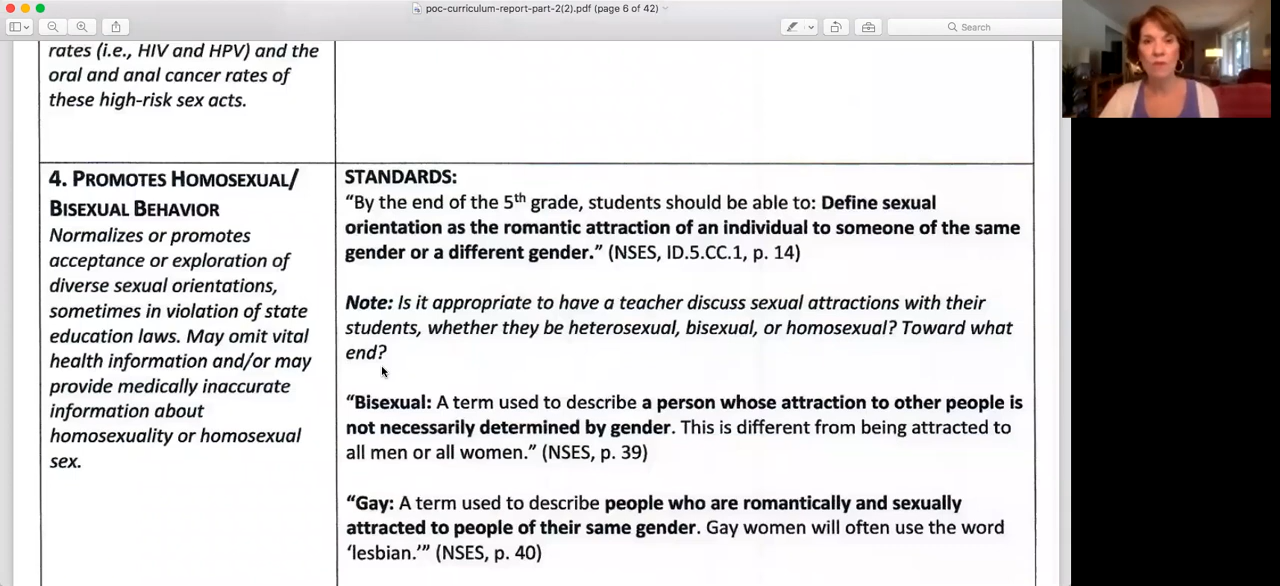 poc-curriculum-report-part-2(2).pdf (page 6 of 42)
Search
rates (i.e., HIV and HPV) and the
oral and anal cancer rates of
these high-risk sex acts.
4. PROMOTES HOMOSEXUAL/
BISEXUAL BEHAVIOR
Normalizes or promotes
acceptance or exploration of
diverse sexual orientations,
sometimes in violation of state
education laws. May omit vital
health information and/or may
provide medically inaccurate
information about
homosexuality or homosexual
sex.
STANDARDS:
“By the end of the 5th grade, students should be able to: Define sexual
orientation as the romantic attraction of an individual to someone of the same
gender or a different gender.” (NSES, ID.5.CC.1, p. 14)
Note: Is it appropriate to have a teacher discuss sexual attractions with their
students, whether they be heterosexual, bisexual, or homosexual? Toward what
end?
“Bisexual: A term used to describe a person whose attraction to other people is
not necessarily determined by gender. This is different from being attracted to
all men or all women.” (NSES, p. 39)
“Gay: A term used to describe people who are romantically and sexually
attracted to people of their same gender. Gay women will often use the word
‘lesbian.’” (NSES, p. 40)